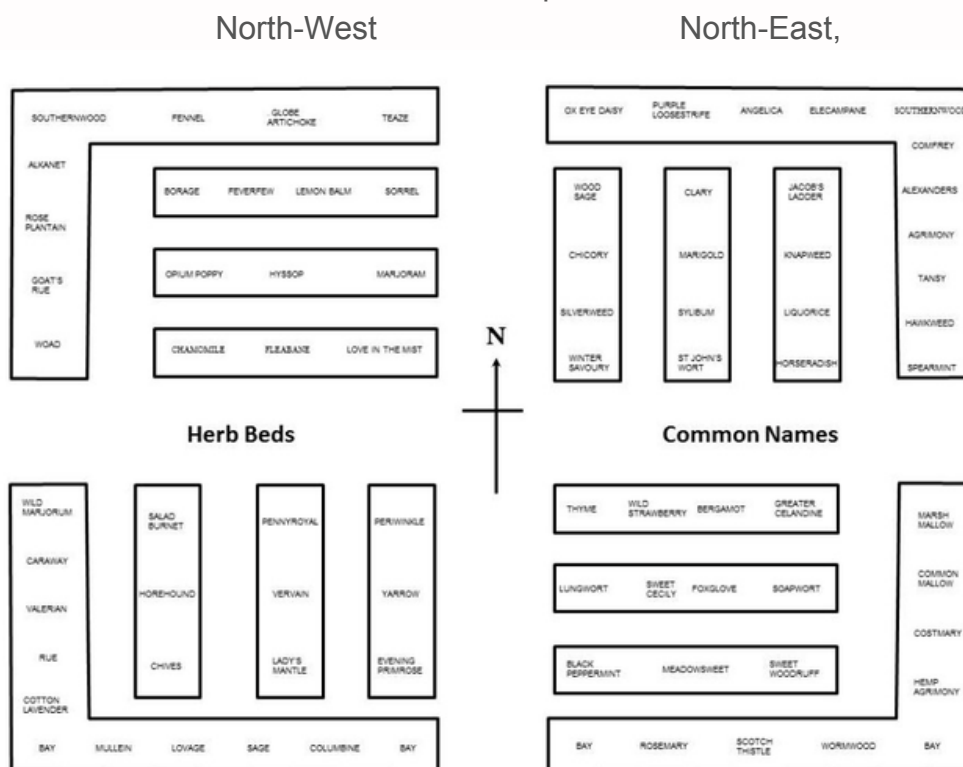 North-West
North-East,
SOUTHERNWOOD
FENNEL
GLOBE
ARTICHOKE
TEAZE
ALKANET
ROSE
PLANTAIN
GOAT'S
RUE
WOAD
BORAGE
FEVERFEW
LEMON BALM
SORREL
OPIUM POPPY
HYSSOP
MARJORAM
CHAMOMILE
FLEABANE
LOVE IN THE MIST
OX EYE DAISY
PURPLE
LOOSESTRIFE
ANGELICA
ELECAMPANE
SOUTHERNWOOD
COMFREY
ALEXANDERS
AGRIMONY
TANSY
HAWKWEED
SPEARMINT
WOOD
SAGE
CHICORY
SILVERWEED
WINTER
SAVOURY
CLARY
MARIGOLD
SYLIBUM
ST JOHN'S
WORT
JACOB'S
LADDER
KNAPWEED
LIQUORICE
HORSERADISH
N
Herb Beds
Common Names
WILD
MARJORUM
CARAWAY
VALERIAN
RUE
COTTON
LAVENDER
BAY
MULLEIN
LOVAGE
SAGE
COLUMBINE
BAY
SALAD
BURNET
HOREHOUND
CHIVES
PENNYROYAL
VERVAIN
LADY'S
MANTLE
PERIWINKLE
YARROW
EVENING
PRIMROSE
THYME
WILD
STRAWBERRY
BERGAMOT
GREATER
CELANDINE
LUNGWORT
SWEET
CECILY
FOXGLOVE
SOAPWORT
BLACK
PEPPERMINT
MEADOWSWEET
SWEET
WOODRUFF
MARSH
MALLOW
COMMON
MALLOW
COSTMARY
HEMP
AGRIMONY
BAY
ROSEMARY
SCOTCH
THISTLE
WORMWOOD
BAY